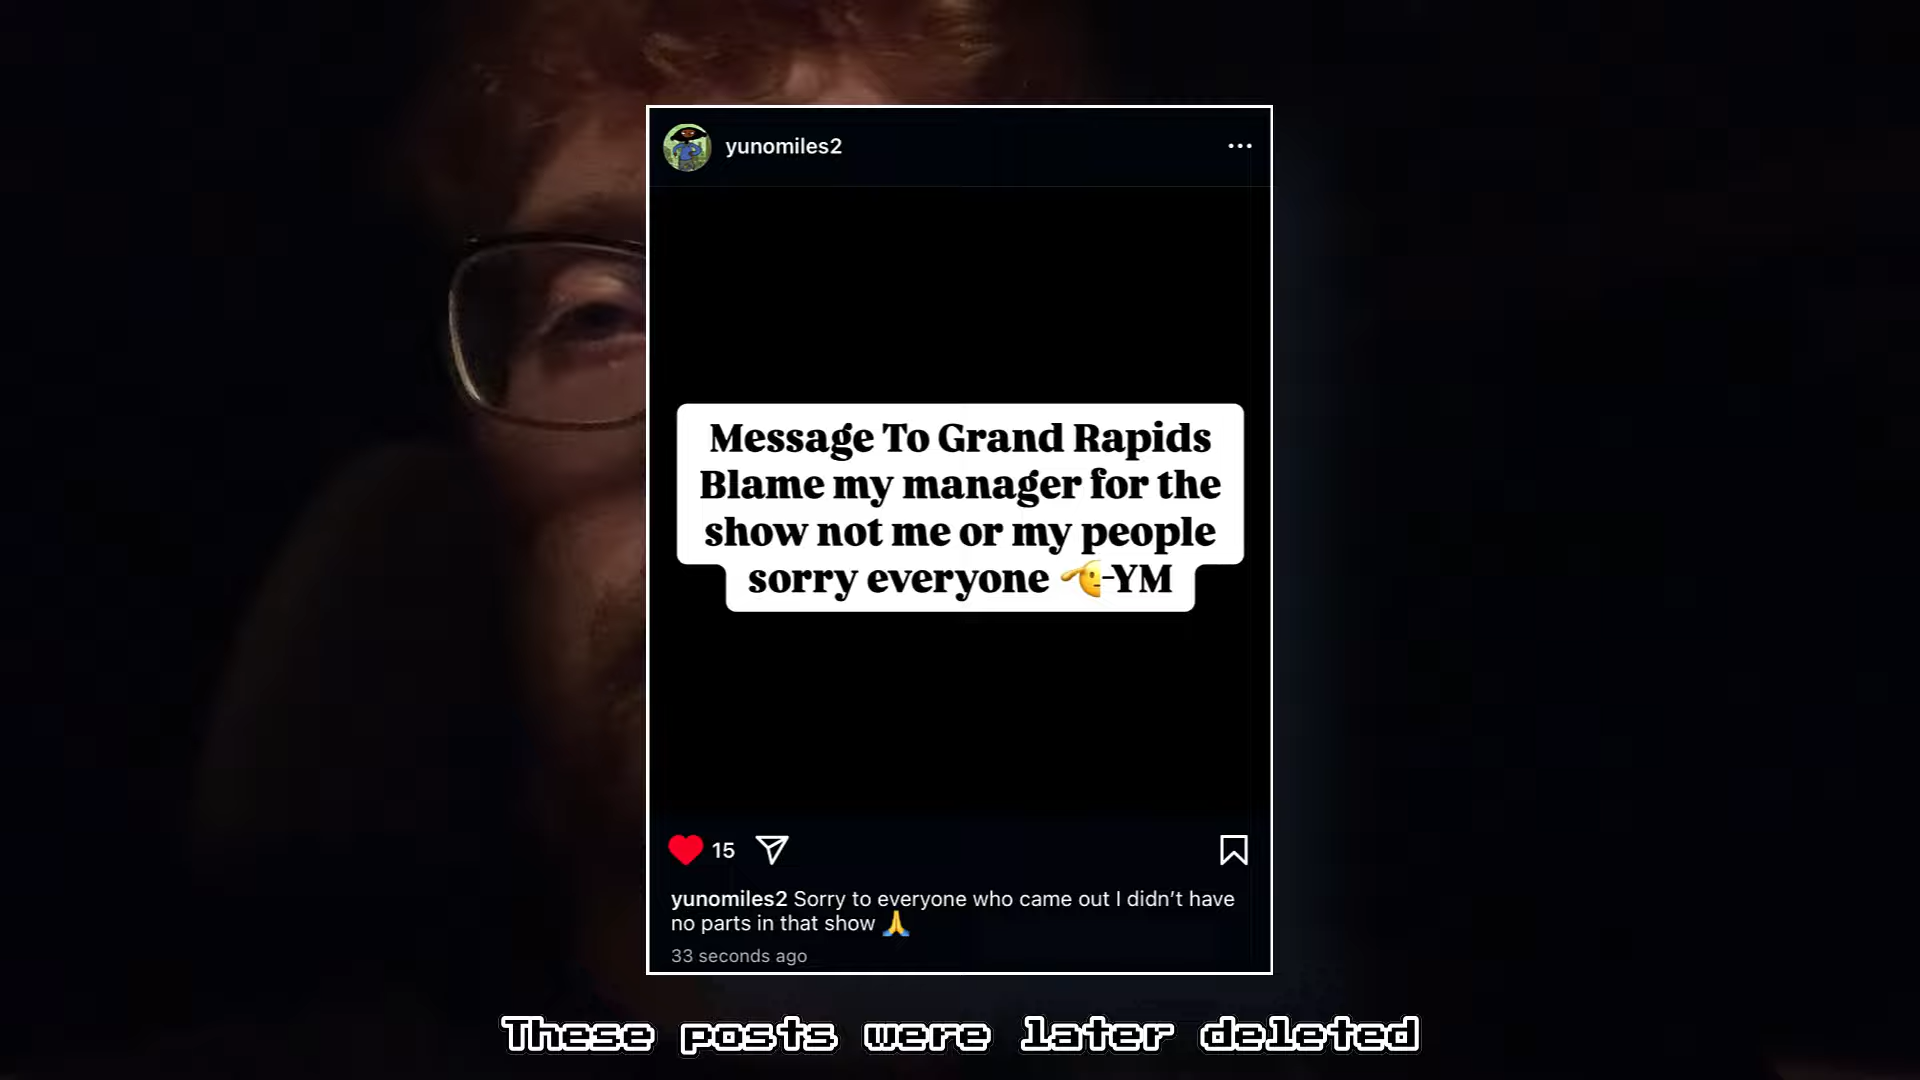 yunomiles2
Message To Grand Rapids
Blame my manager for the
show not me or my people
sorry everyone 🫡-YM
15
yunomiles2 Sorry to everyone who came out I didn't have
no parts in that show 🙏
33 seconds ago
These posts were later deleted